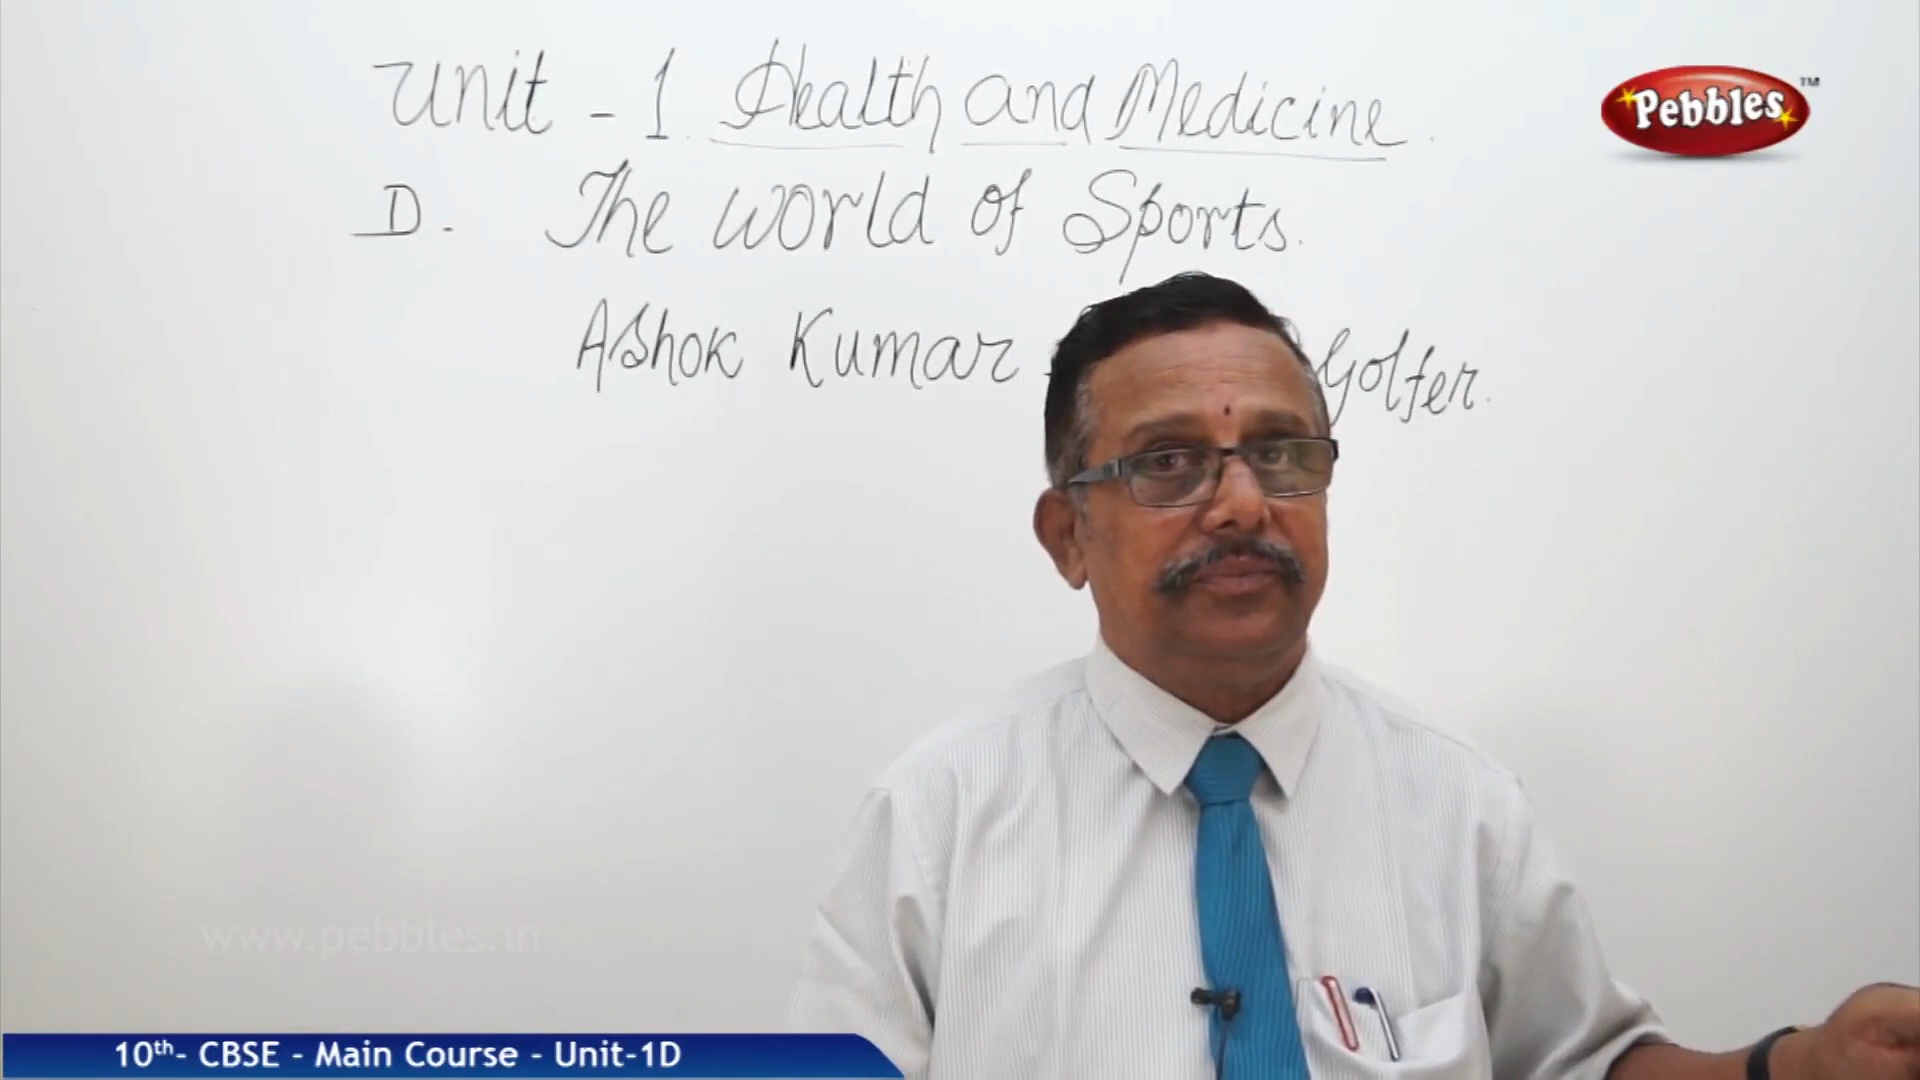 Unit - 1. Health and Medicine.
Pebbles TM
D. The world of Sports.
Ashok Kumar Golfer.
www.pebbles.in
10th- CBSE - Main Course - Unit-1D